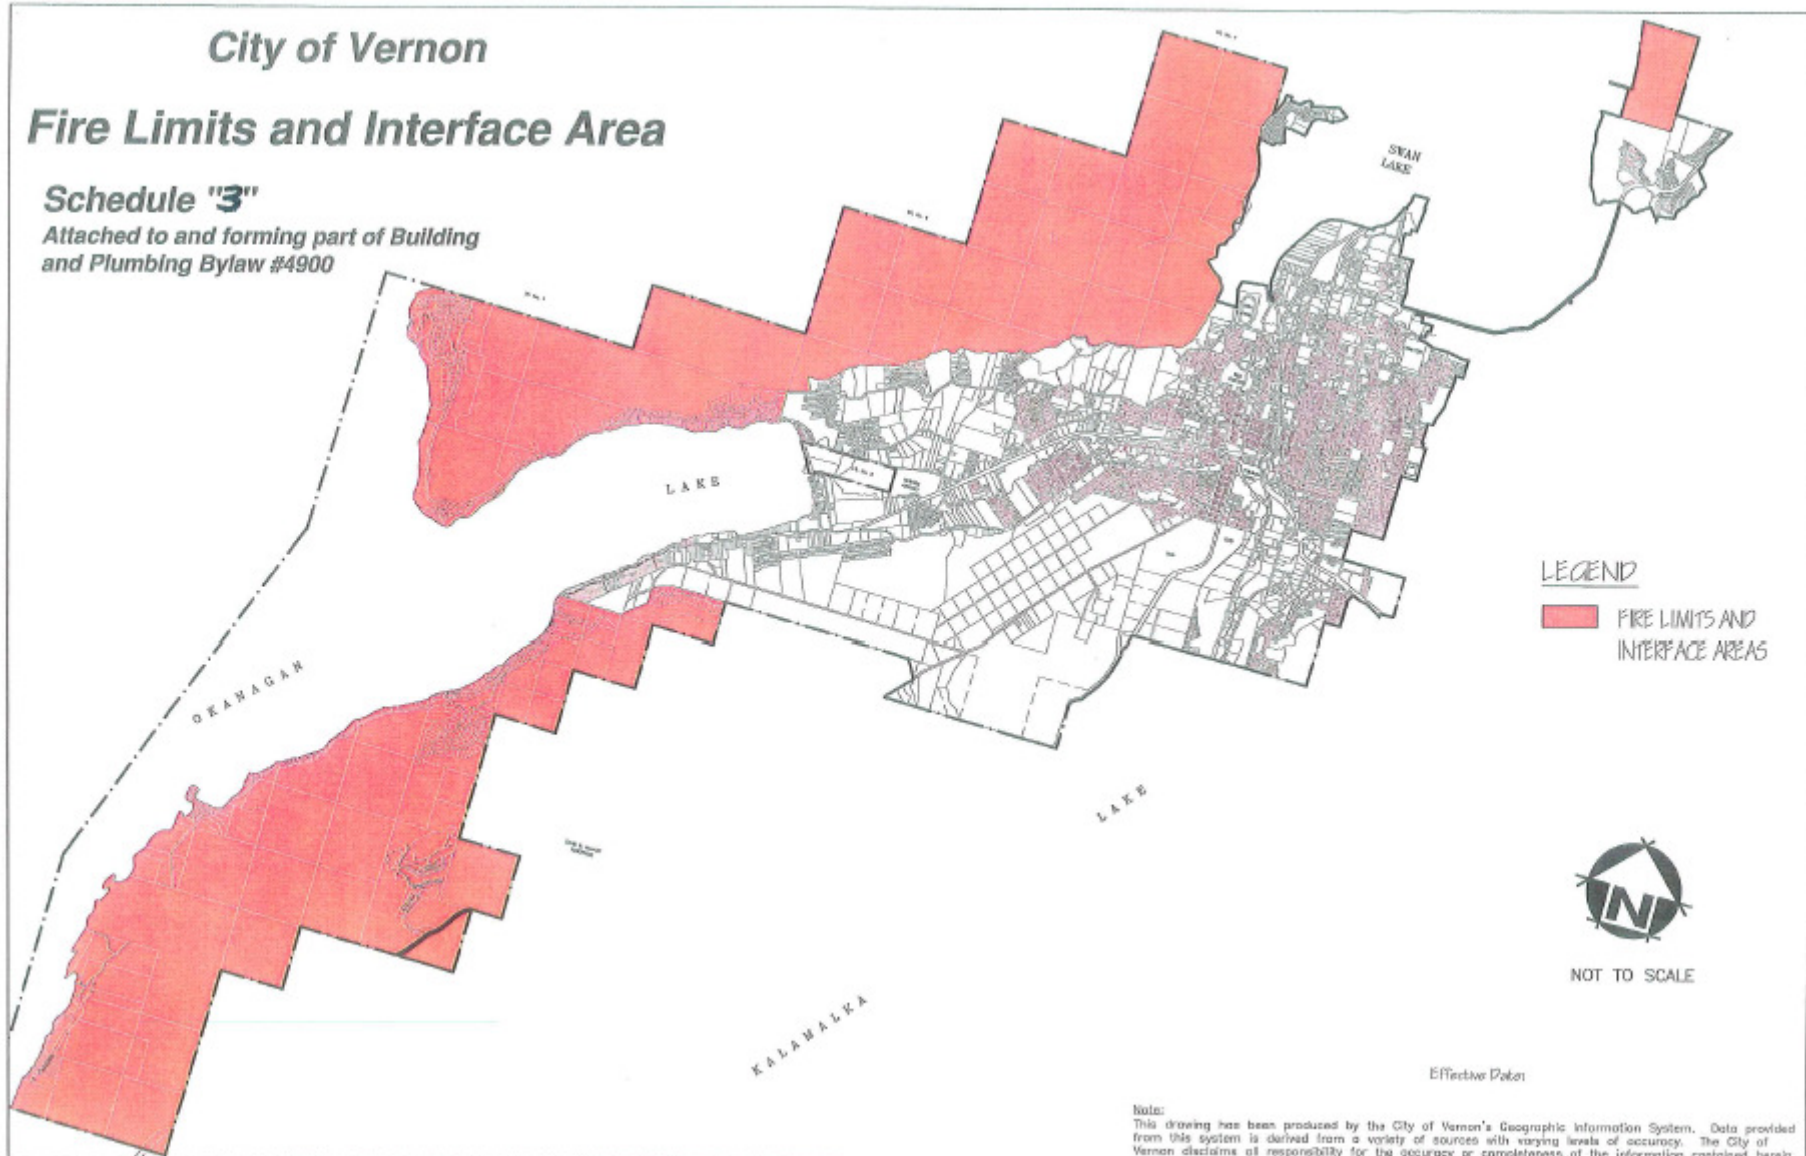 City of Vernon
Fire Limits and Interface Area
Schedule "3"
Attached to and forming part of Building
and Plumbing Bylaw #4900
SWAN
LAKE
LAKE
OKANAGAN
LAKE
KALAMALKA
LEGEND
FIRE LIMITS AND
INTERFACE AREAS
N
NOT TO SCALE
Effective Date:
Note:
This drawing has been produced by the City of Vernon's Geographic Information System. Data provided
from this system is derived from a variety of sources with varying levels of accuracy. The City of
Vernon disclaims all responsibility for the accuracy or completeness of the information contained herein.